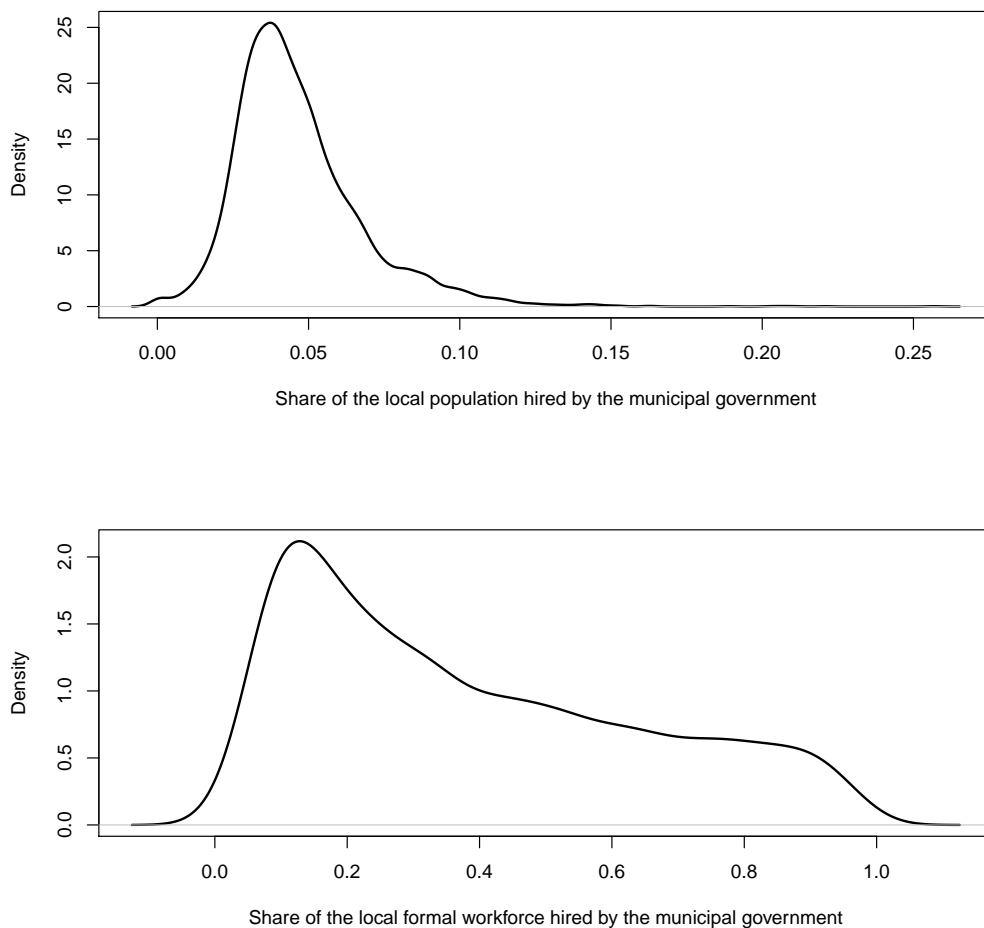 25
20
15
10
5
0
Density
0.00 0.05 0.10 0.15 0.20 0.25
Share of the local population hired by the municipal government
2.0
1.5
1.0
0.5
0.0
Density
0.0 0.2 0.4 0.6 0.8 1.0
Share of the local formal workforce hired by the municipal government